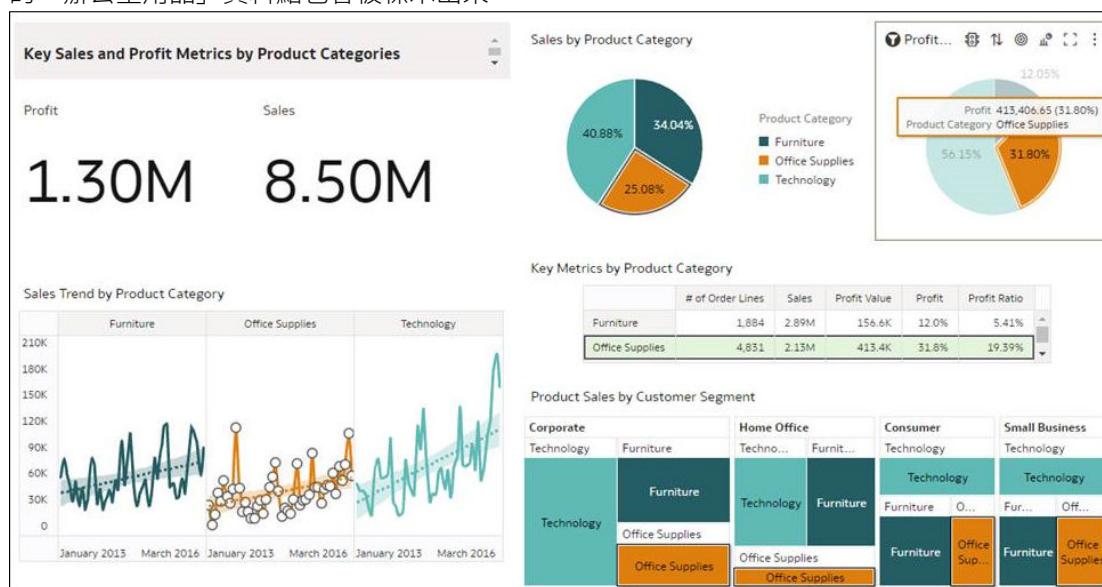 Key Sales and Profit Metrics by Product Categories
Profit
Sales
1.30M
8.50M
Sales by Product Category
40.88%
34.04%
25.08%
Product Category
Furniture
Office Supplies
Technology
Profit...
12.05%
Profit 413,406.65 (31.80%)
Product Category Office Supplies
56.15%
31.80%
Key Metrics by Product Category
# of Order Lines Sales Profit Value Profit Profit Ratio
Furniture 1,884 2.89M 156.6K 12.0% 5.41%
Office Supplies 4,831 2.13M 413.4K 31.8% 19.39%
Sales Trend by Product Category
Furniture Office Supplies Technology
210K
180K
150K
120K
90K
60K
30K
0
January 2013 March 2016 January 2013 March 2016 January 2013 March 2016
Product Sales by Customer Segment
Corporate Home Office Consumer Small Business
Technology Furniture Techno... Furnit... Technology Technology
Technology Technology
Furniture
Technology Furniture
Furniture O... Fur... Off...
Technology
Office Supplies
Office Supplies
Furniture Office Sup... Furniture Office Supplies
Office Supplies
Office Supplies